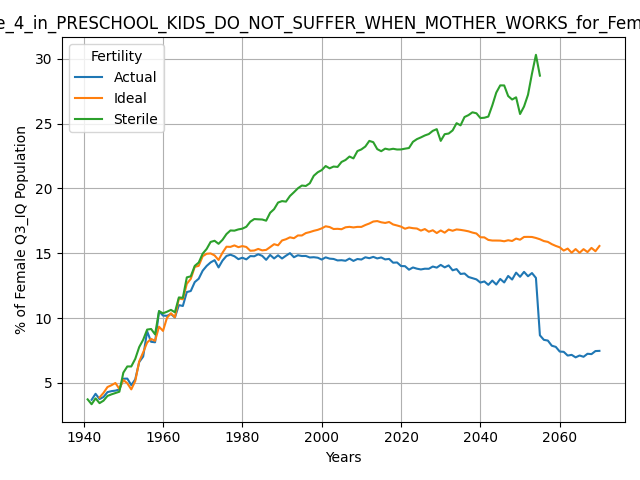 e_4_in_PRESCHOOL_KIDS_DO_NOT_SUFFER_WHEN_MOTHER_WORKS_for_Fem
Fertility
Actual
Ideal
Sterile
% of Female Q3_IQ Population
30
25
20
15
10
5
1940 1960 1980 2000 2020 2040 2060
Years